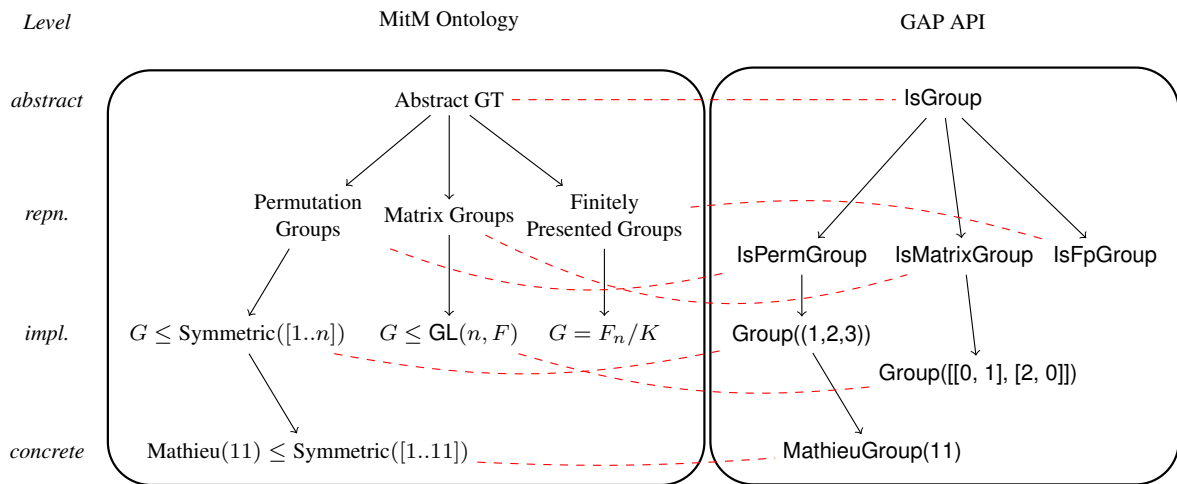 Level MitM Ontology GAP API
abstract Abstract GT IsGroup
repn. Permutation Groups Matrix Groups Finitely Presented Groups
IsPermGroup IsMatrixGroup IsFpGroup
impl. G ≤ Symmetric([1..n]) G ≤ GL(n, F) G = Fₙ/K Group((1,2,3))
Group([[0, 1], [2, 0]])
concrete Mathieu(11) ≤ Symmetric([1..11]) MathieuGroup(11)